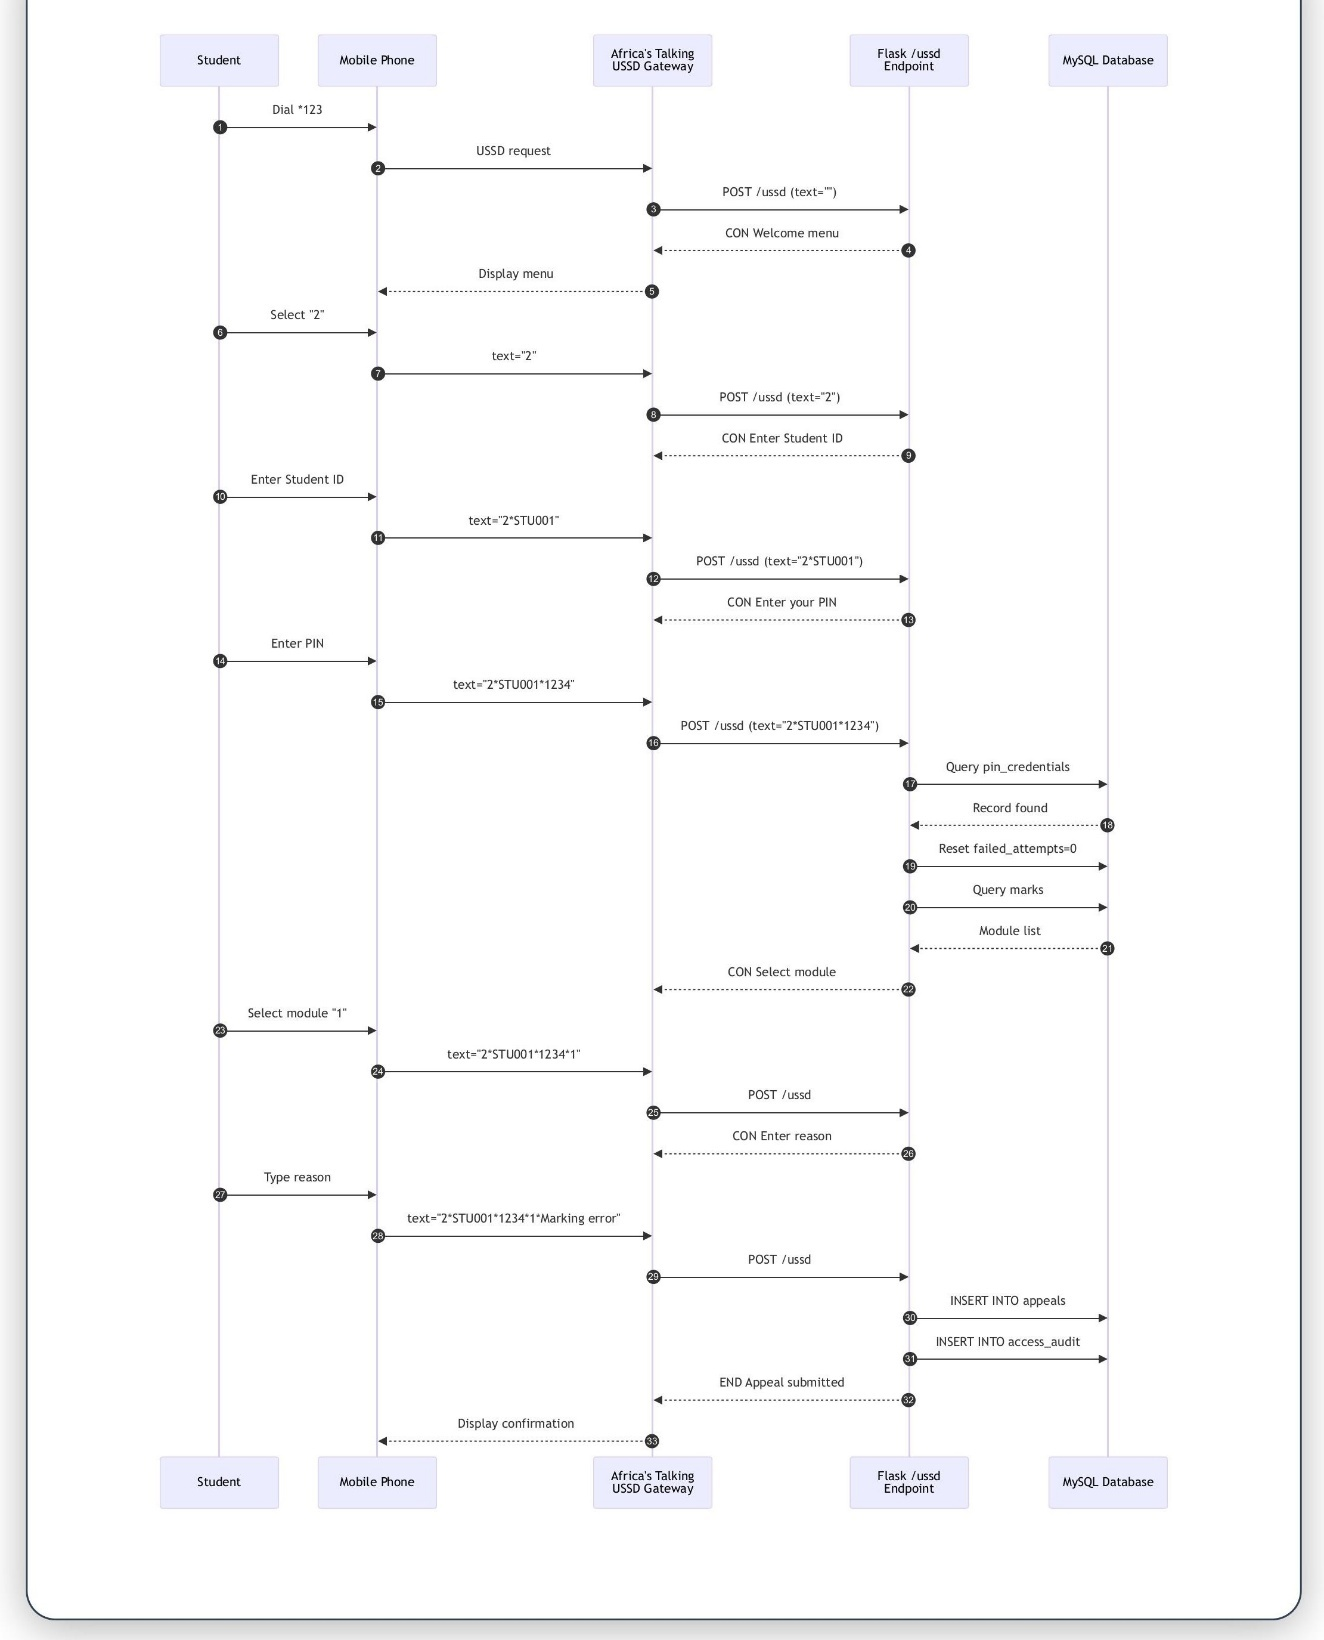 Student
Mobile Phone
Africa's Talking
USSD Gateway
Flask /ussd
Endpoint
MySQL Database
Dial *123
1
USSD request
2
POST /ussd (text="")
3
CON Welcome menu
4
Display menu
5
Select "2"
6
text="2"
7
POST /ussd (text="2")
8
CON Enter Student ID
9
Enter Student ID
10
text="2*STU001"
11
POST /ussd (text="2*STU001")
12
CON Enter your PIN
13
Enter PIN
14
text="2*STU001*1234"
15
POST /ussd (text="2*STU001*1234")
16
Query pin_credentials
17
Record found
18
Reset failed_attempts=0
19
Query marks
20
Module list
21
CON Select module
22
Select module "1"
23
text="2*STU001*1234*1"
24
POST /ussd
25
CON Enter reason
26
Type reason
27
text="2*STU001*1234*1*Marking error"
28
POST /ussd
29
INSERT INTO appeals
30
INSERT INTO access_audit
31
END Appeal submitted
32
Display confirmation
33
Student
Mobile Phone
Africa's Talking
USSD Gateway
Flask /ussd
Endpoint
MySQL Database